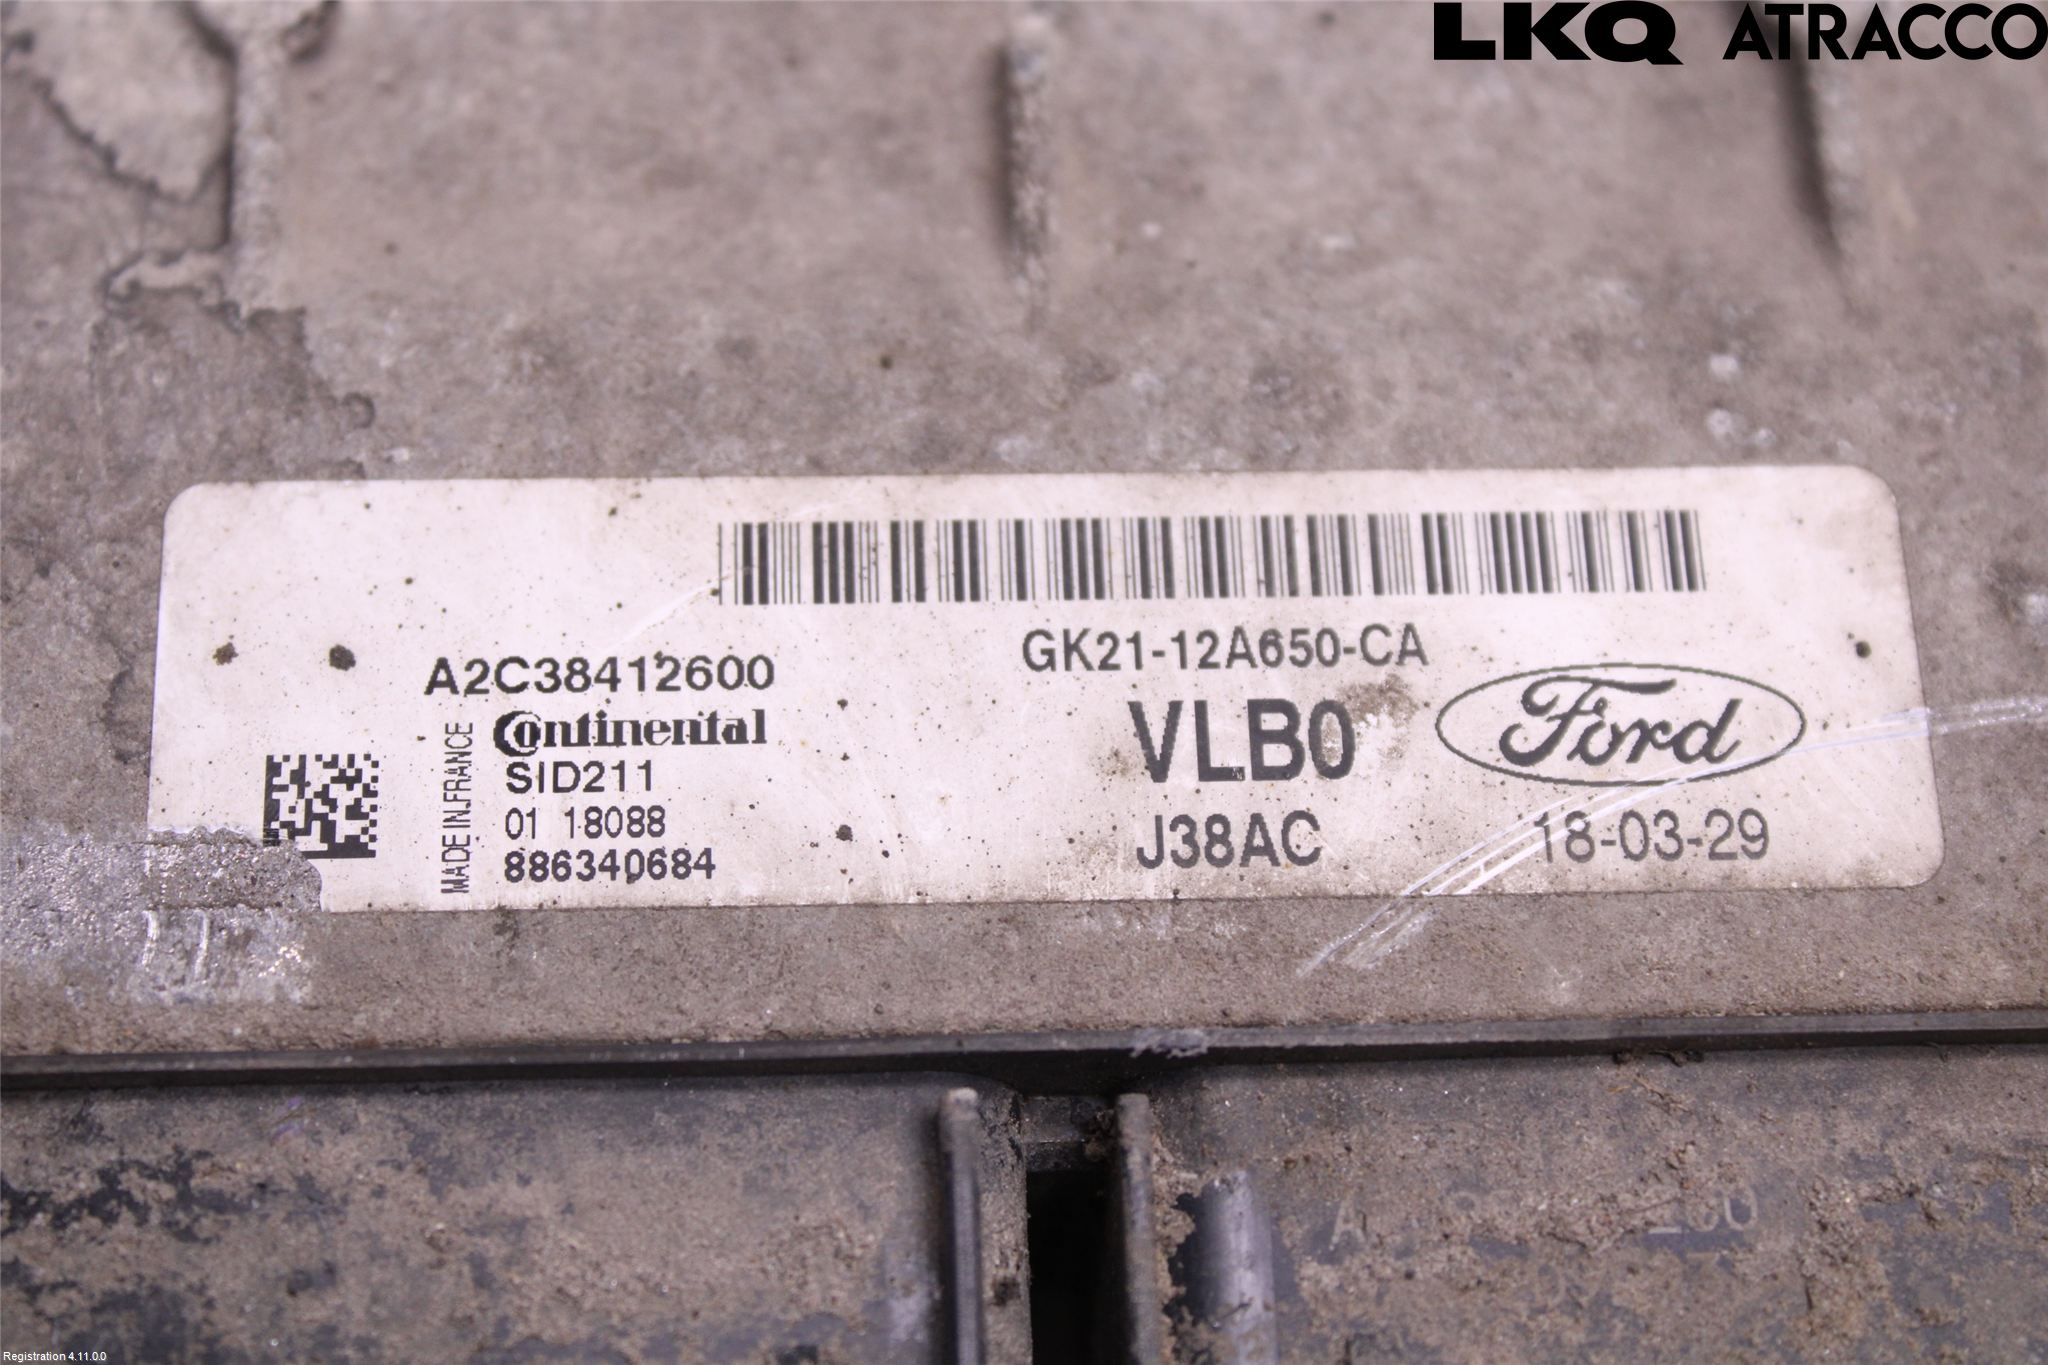 LKQ ATRACCO
GK21-12A650-CA
A2C38412600
Continental
SID211
01 18088
886340684
MADE IN FRANCE
VLB0
Ford
J38AC
18-03-29
Registration 4.11.0.0